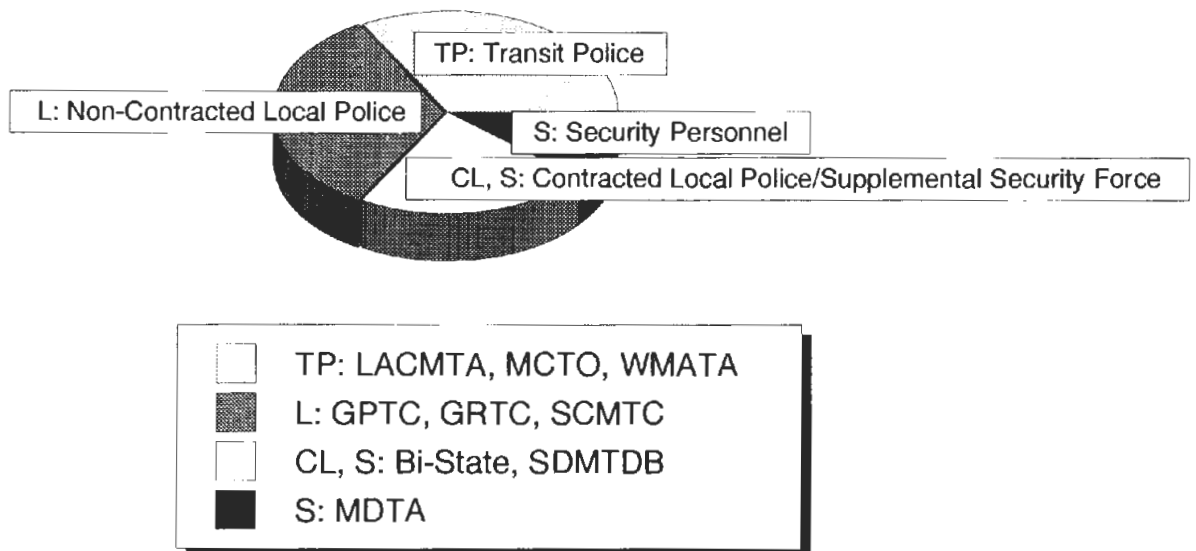 TP: Transit Police
L: Non-Contracted Local Police
S: Security Personnel
CL, S: Contracted Local Police/Supplemental Security Force
TP: LACMTA, MCTO, WMATA
L: GPTC, GRTC, SCMTC
CL, S: Bi-State, SDMTDB
S: MDTA